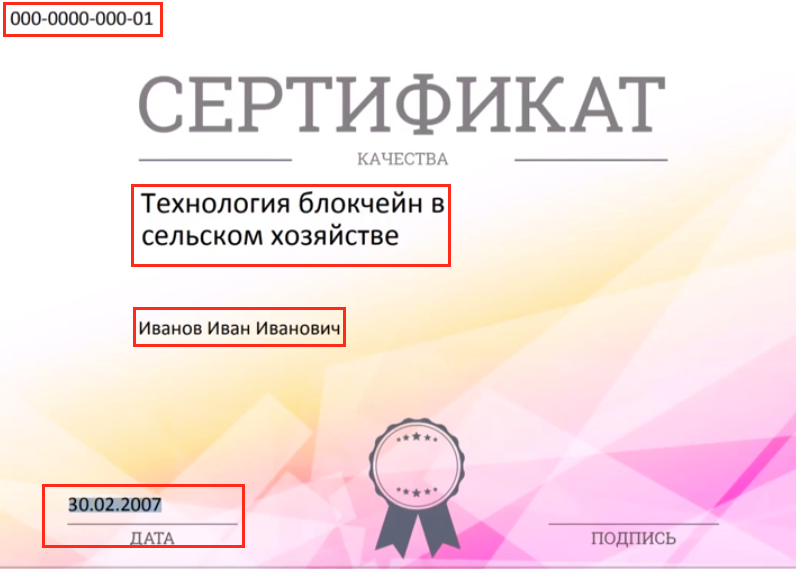 000-0000-000-01
СЕРТИФИКАТ
КАЧЕСТВА
Технология блокчейн в
сельском хозяйстве
Иванов Иван Иванович
30.02.2007
ДАТА
ПОДПИСЬ